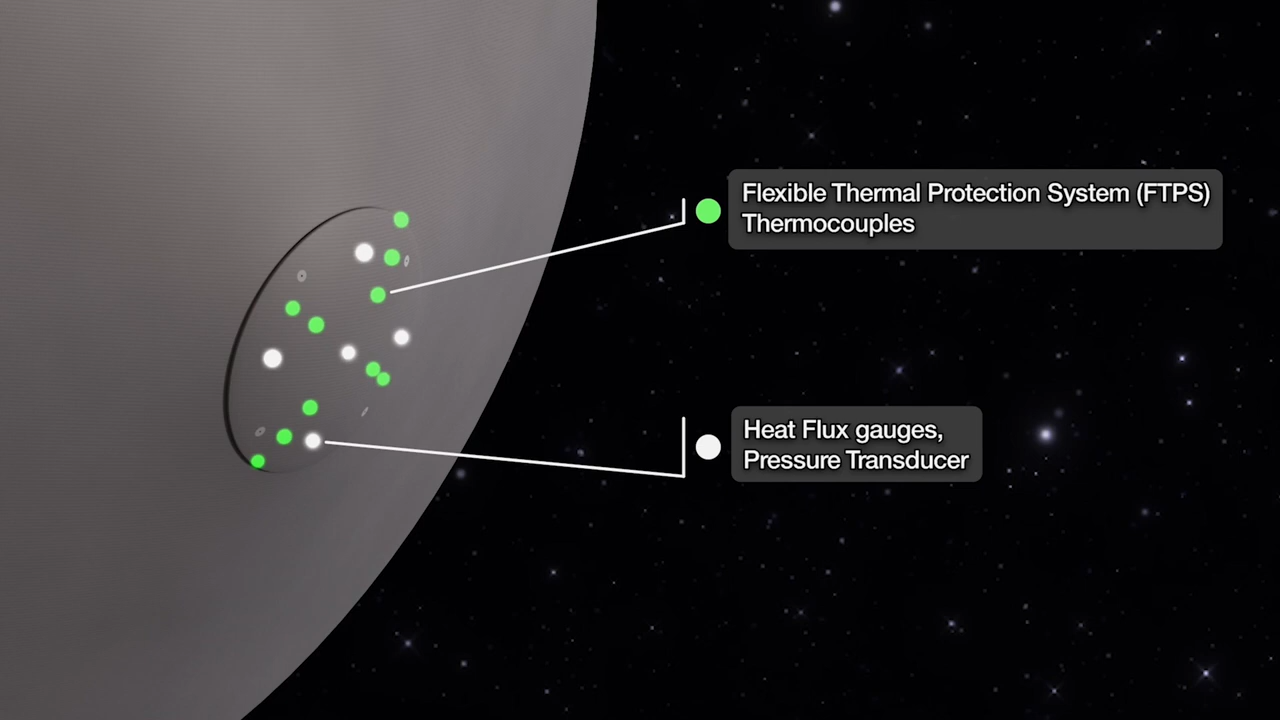 Flexible Thermal Protection System (FTPS)
Thermocouples
Heat Flux gauges,
Pressure Transducer